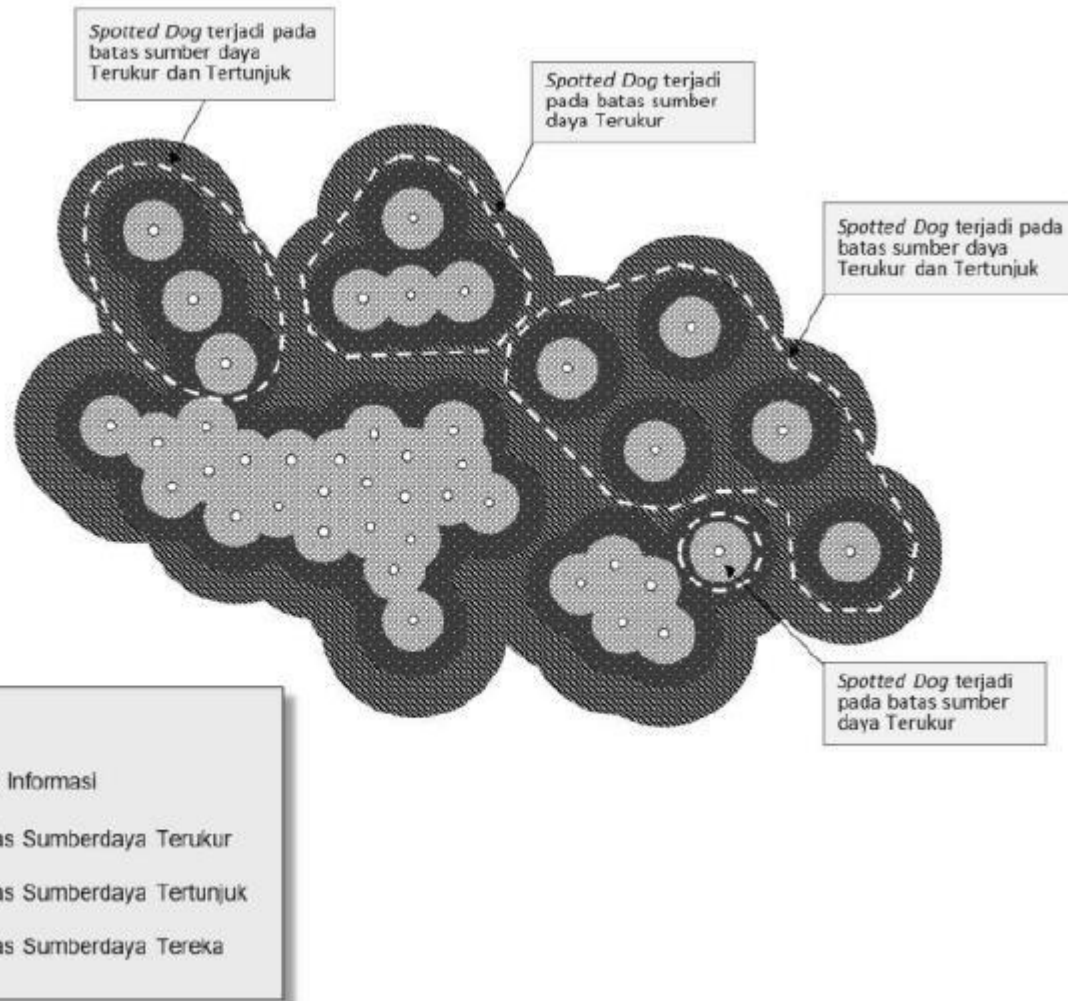 Spotted Dog terjadi pada
batas sumber daya
Terukur dan Tertunjuk
Spotted Dog terjadi
pada batas sumber
daya Terukur
Spotted Dog terjadi pada
batas sumber daya
Terukur dan Tertunjuk
Spotted Dog terjadi
pada batas sumber
daya Terukur
Informasi
as Sumberdaya Terukur
as Sumberdaya Tertunjuk
as Sumberdaya Tereka